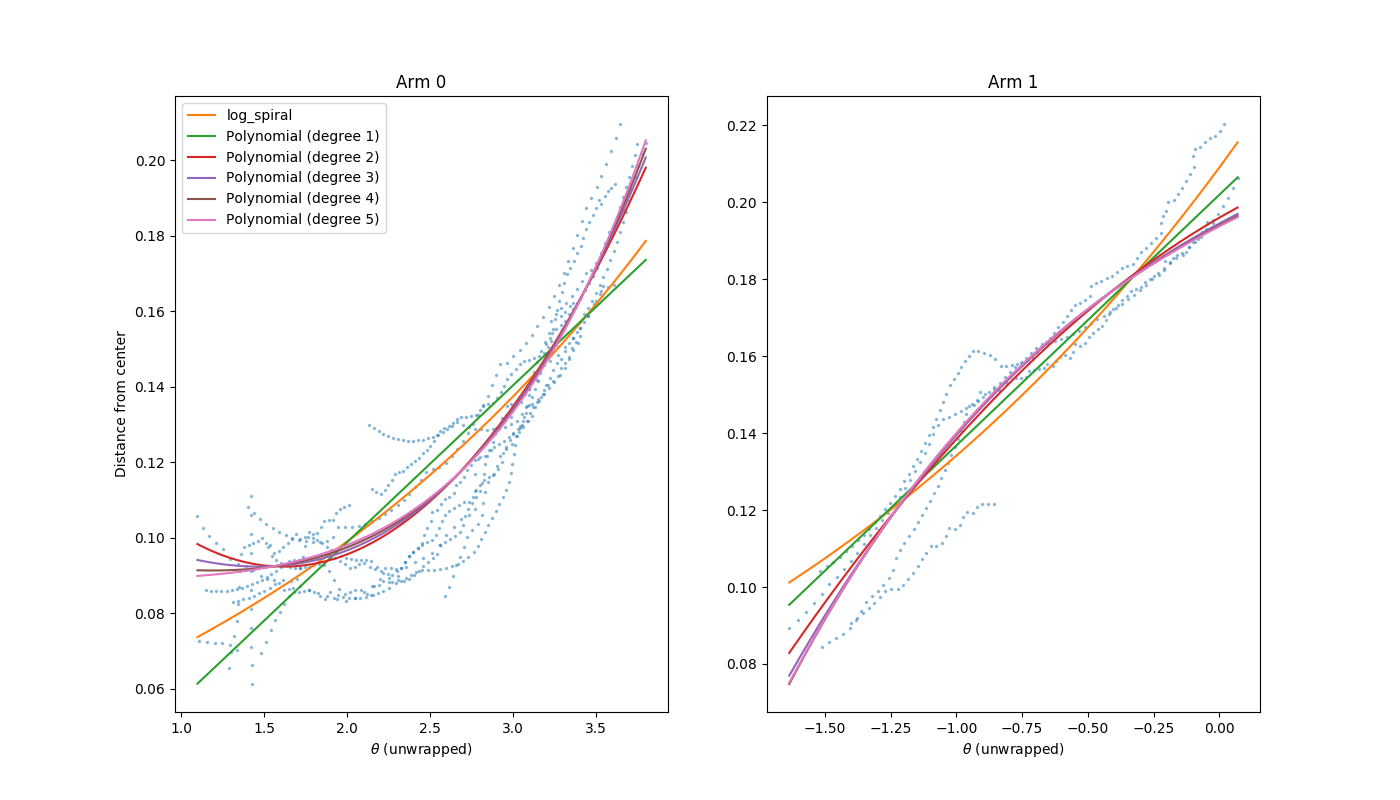 Arm 0
log_spiral
Polynomial (degree 1)
Polynomial (degree 2)
Polynomial (degree 3)
Polynomial (degree 4)
Polynomial (degree 5)
Distance from center
0.20
0.18
0.16
0.14
0.12
0.10
0.08
0.06
1.0 1.5 2.0 2.5 3.0 3.5
θ (unwrapped)
Arm 1
0.22
0.20
0.18
0.16
0.14
0.12
0.10
0.08
−1.50 −1.25 −1.00 −0.75 −0.50 −0.25 0.00
θ (unwrapped)